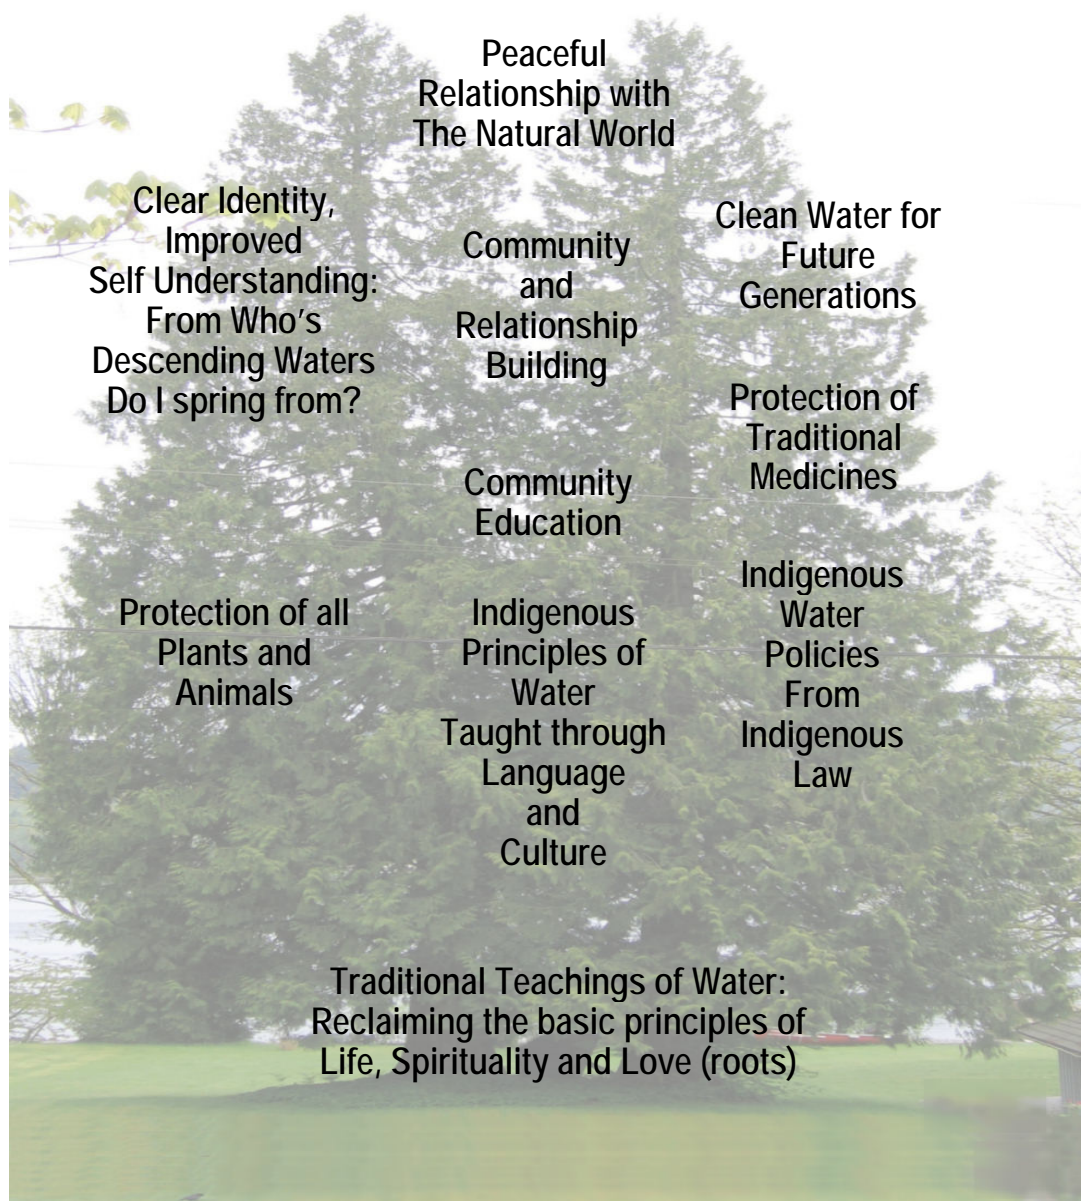 Peaceful
Relationship with
The Natural World
Clear Identity,
Improved
Self Understanding:
From Who's
Descending Waters
Do I spring from?
Community
and
Relationship
Building
Clean Water for
Future
Generations
Protection of
Traditional
Medicines
Community
Education
Protection of all
Plants and
Animals
Indigenous
Principles of
Water
Taught through
Language
and
Culture
Indigenous
Water
Policies
From
Indigenous
Law
Traditional Teachings of Water:
Reclaiming the basic principles of
Life, Spirituality and Love (roots)